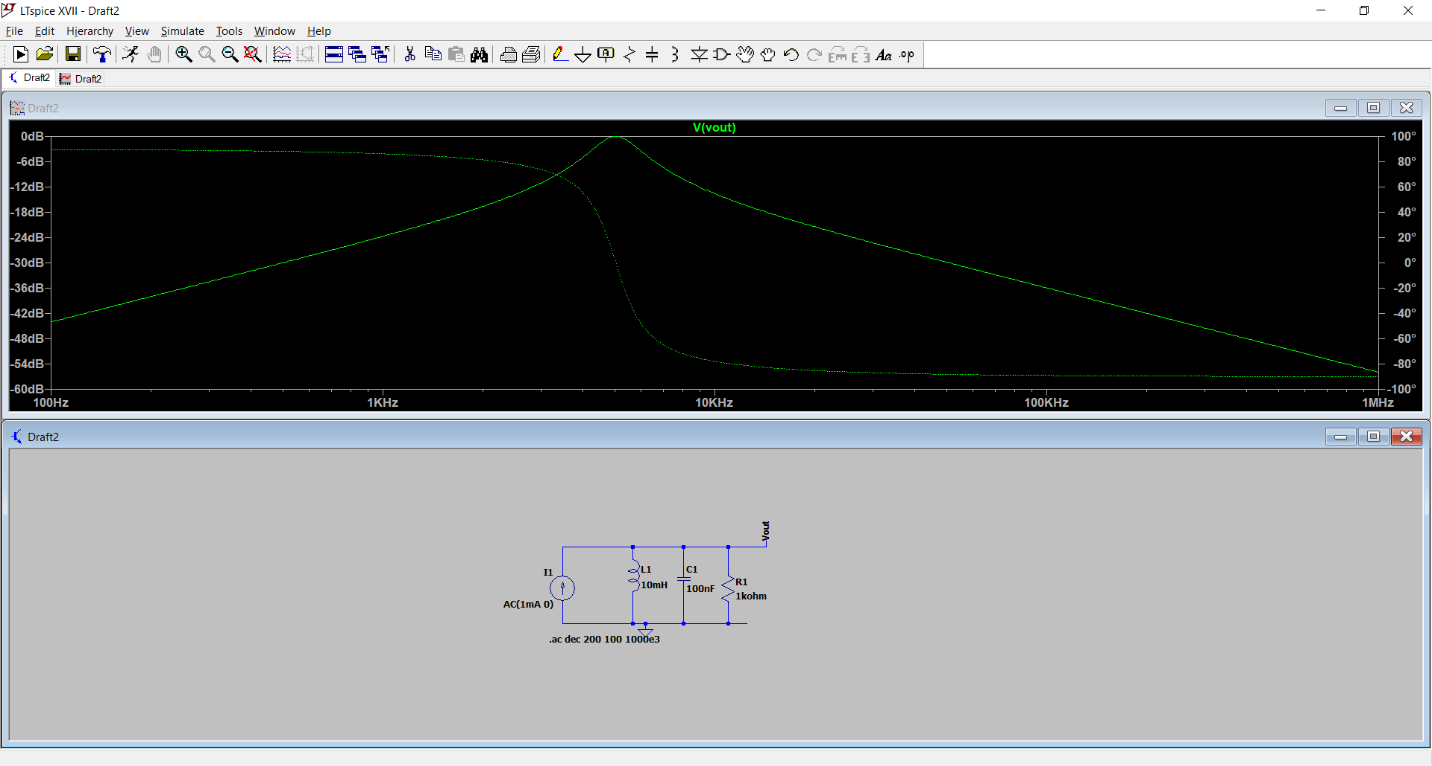 LTspice XVII - Draft2
File Edit Hierarchy View Simulate Tools Window Help
Draft2 Draft2
Draft2
V(vout)
0dB 100°
-6dB 80°
-12dB 60°
-18dB 40°
-24dB 20°
-30dB 0°
-36dB -20°
-42dB -40°
-48dB -60°
-54dB -80°
-60dB -100°
100Hz 1KHz 10KHz 100KHz 1MHz
Draft2
Vout
I1 L1 C1
10mH 100nF R1
AC(1mA 0) 1kohm
.ac dec 200 100 1000e3